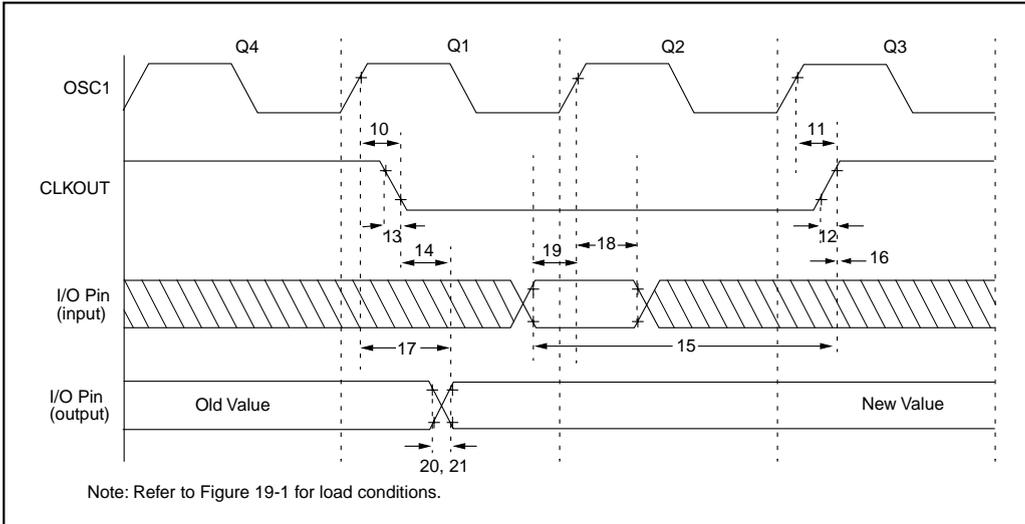 Q4 Q1 Q2 Q3
OSC1
10 11
CLKOUT
13 12
14 19 18 16
I/O Pin
(input)
17 15
I/O Pin
(output)
Old Value New Value
20, 21
Note: Refer to Figure 19-1 for load conditions.